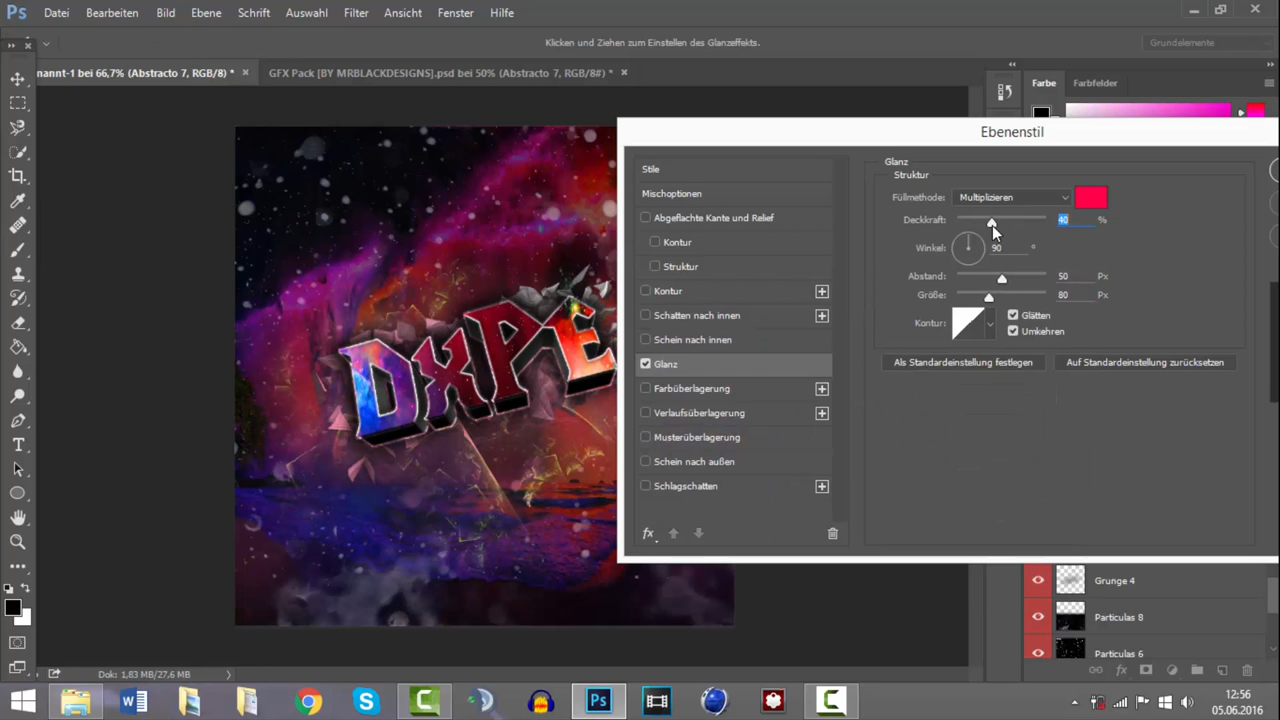 Ps Datei Bearbeiten Bild Ebene Schrift Auswahl Filter Ansicht Fenster Hilfe
Klicken und Ziehen zum Einstellen des Glanzeffekts.
Grundelemente
nannt-1 bei 66,7% (Abstracto 7, RGB/8) * × GFX Pack [BY MRBLACKDESIGNS].psd bei 50% (Abstracto 7, RGB/8#) * ×
Farbe Farbfelder
Ebenenstil
Stile
Mischoptionen
Abgeflachte Kante und Relief
Kontur
Struktur
Kontur
Schatten nach innen
Schein nach innen
Glanz
Farbüberlagerung
Verlaufsüberlagerung
Musterüberlagerung
Schein nach außen
Schlagschatten
fx
Glanz
Struktur
Füllmethode: Multiplizieren
Deckkraft: 40 %
Winkel: 90 °
Abstand: 50 Px
Größe: 80 Px
Kontur: Glätten
Umkehren
Als Standardeinstellung festlegen Auf Standardeinstellung zurücksetzen
DXPE
Grunge 4
Particulas 8
Particulas 6
fx
Dok: 1,83 MB/27,6 MB
Ps
12:56
05.06.2016